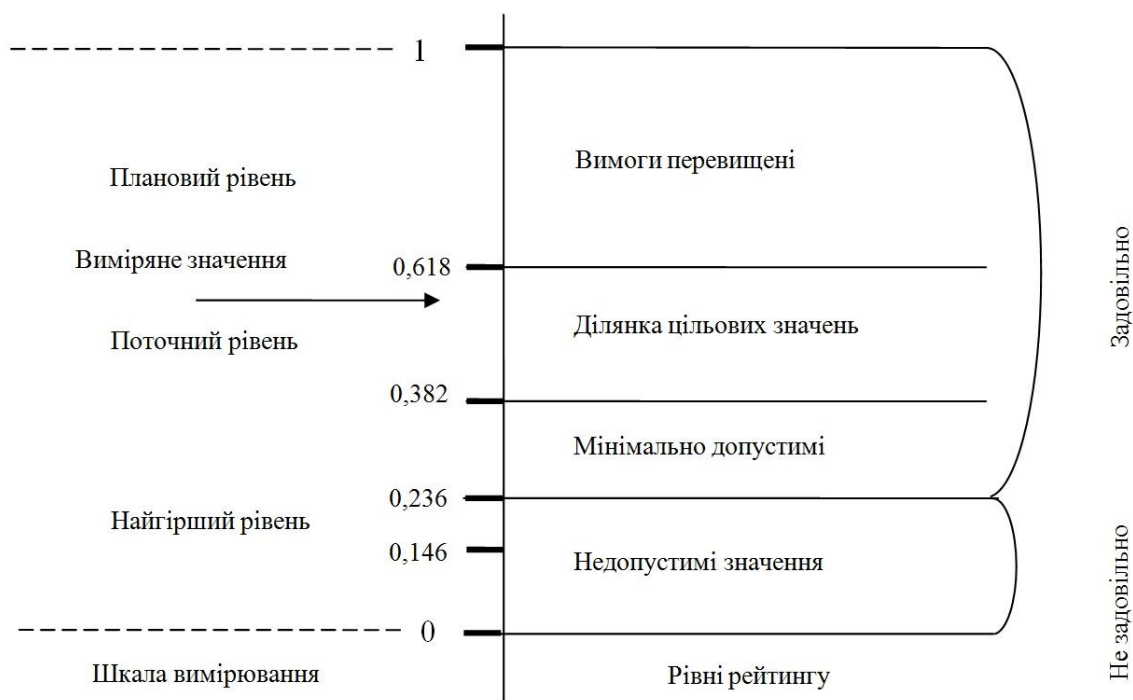 1
Вимоги перевищені
Плановий рівень
Виміряне значення
0,618
Ділянка цільових значень
Поточний рівень
0,382
Мінімально допустимі
0,236
Найгірший рівень
0,146
Недопустимі значення
0
Шкала вимірювання
Рівні рейтингу
Задовільно
Не задовільно